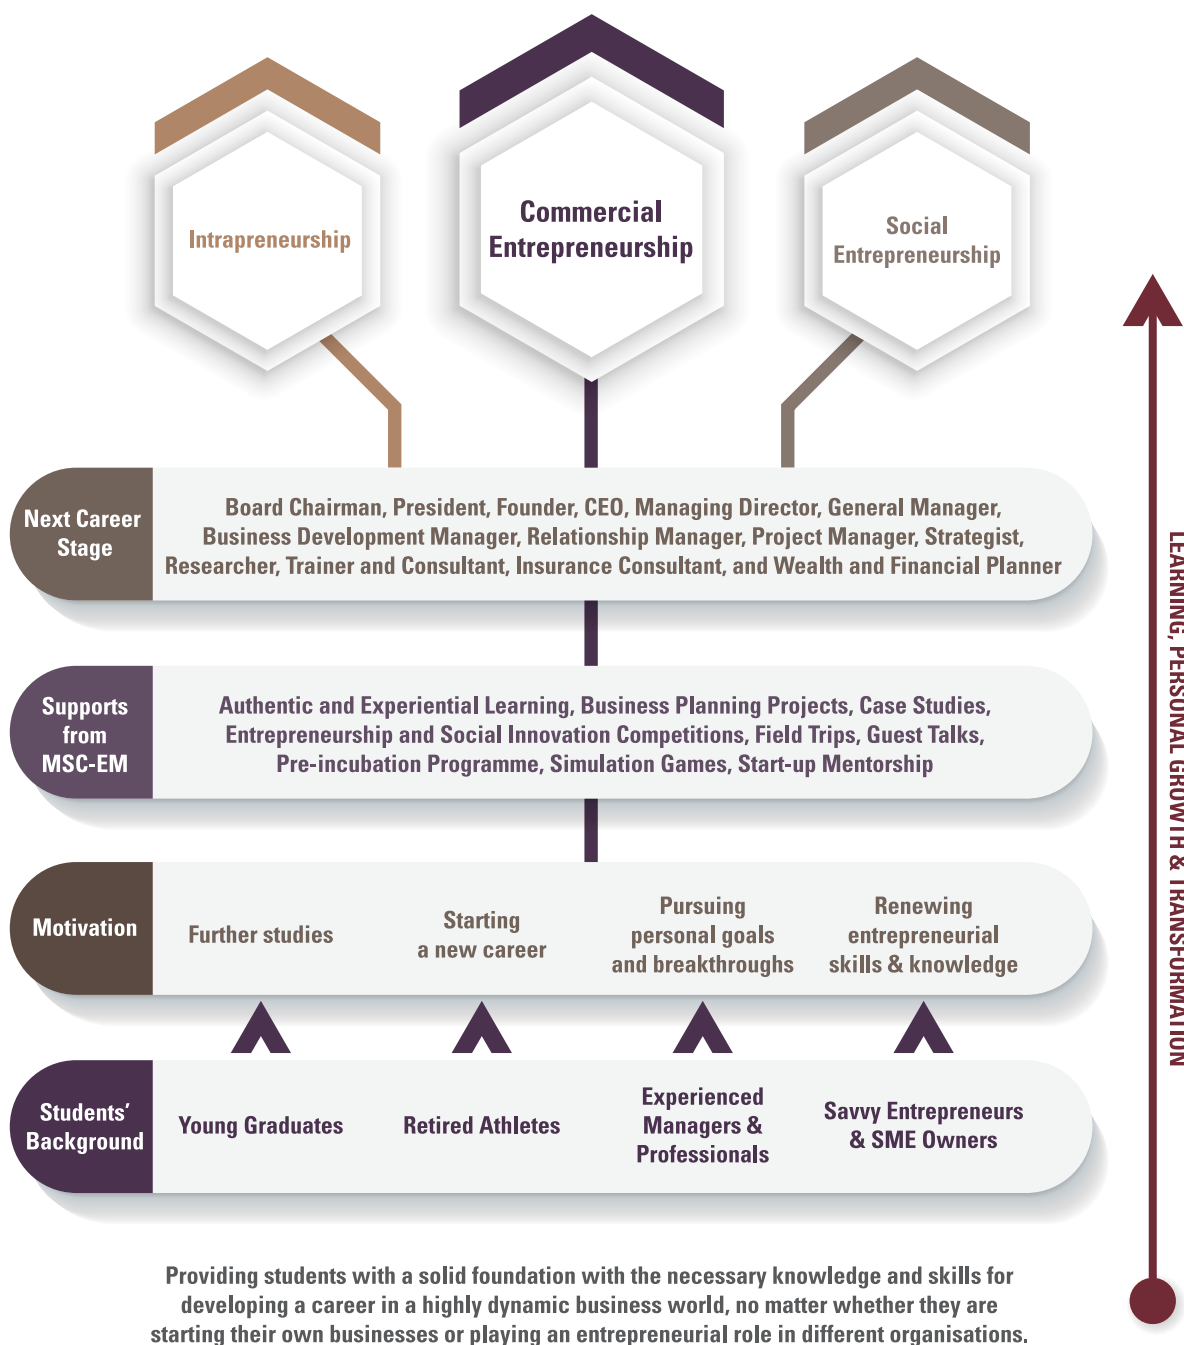 Intrapreneurship
Commercial
Entrepreneurship
Social
Entrepreneurship
Next Career
Stage
Board Chairman, President, Founder, CEO, Managing Director, General Manager,
Business Development Manager, Relationship Manager, Project Manager, Strategist,
Researcher, Trainer and Consultant, Insurance Consultant, and Wealth and Financial Planner
Supports
from
MSC-EM
Authentic and Experiential Learning, Business Planning Projects, Case Studies,
Entrepreneurship and Social Innovation Competitions, Field Trips, Guest Talks,
Pre-incubation Programme, Simulation Games, Start-up Mentorship
Motivation
Further studies
Starting
a new career
Pursuing
personal goals
and breakthroughs
Renewing
entrepreneurial
skills & knowledge
Students'
Background
Young Graduates
Retired Athletes
Experienced
Managers &
Professionals
Savvy Entrepreneurs
& SME Owners
LEARNING, PERSONAL GROWTH & TRANSFORMATION
Providing students with a solid foundation with the necessary knowledge and skills for
developing a career in a highly dynamic business world, no matter whether they are
starting their own businesses or playing an entrepreneurial role in different organisations.